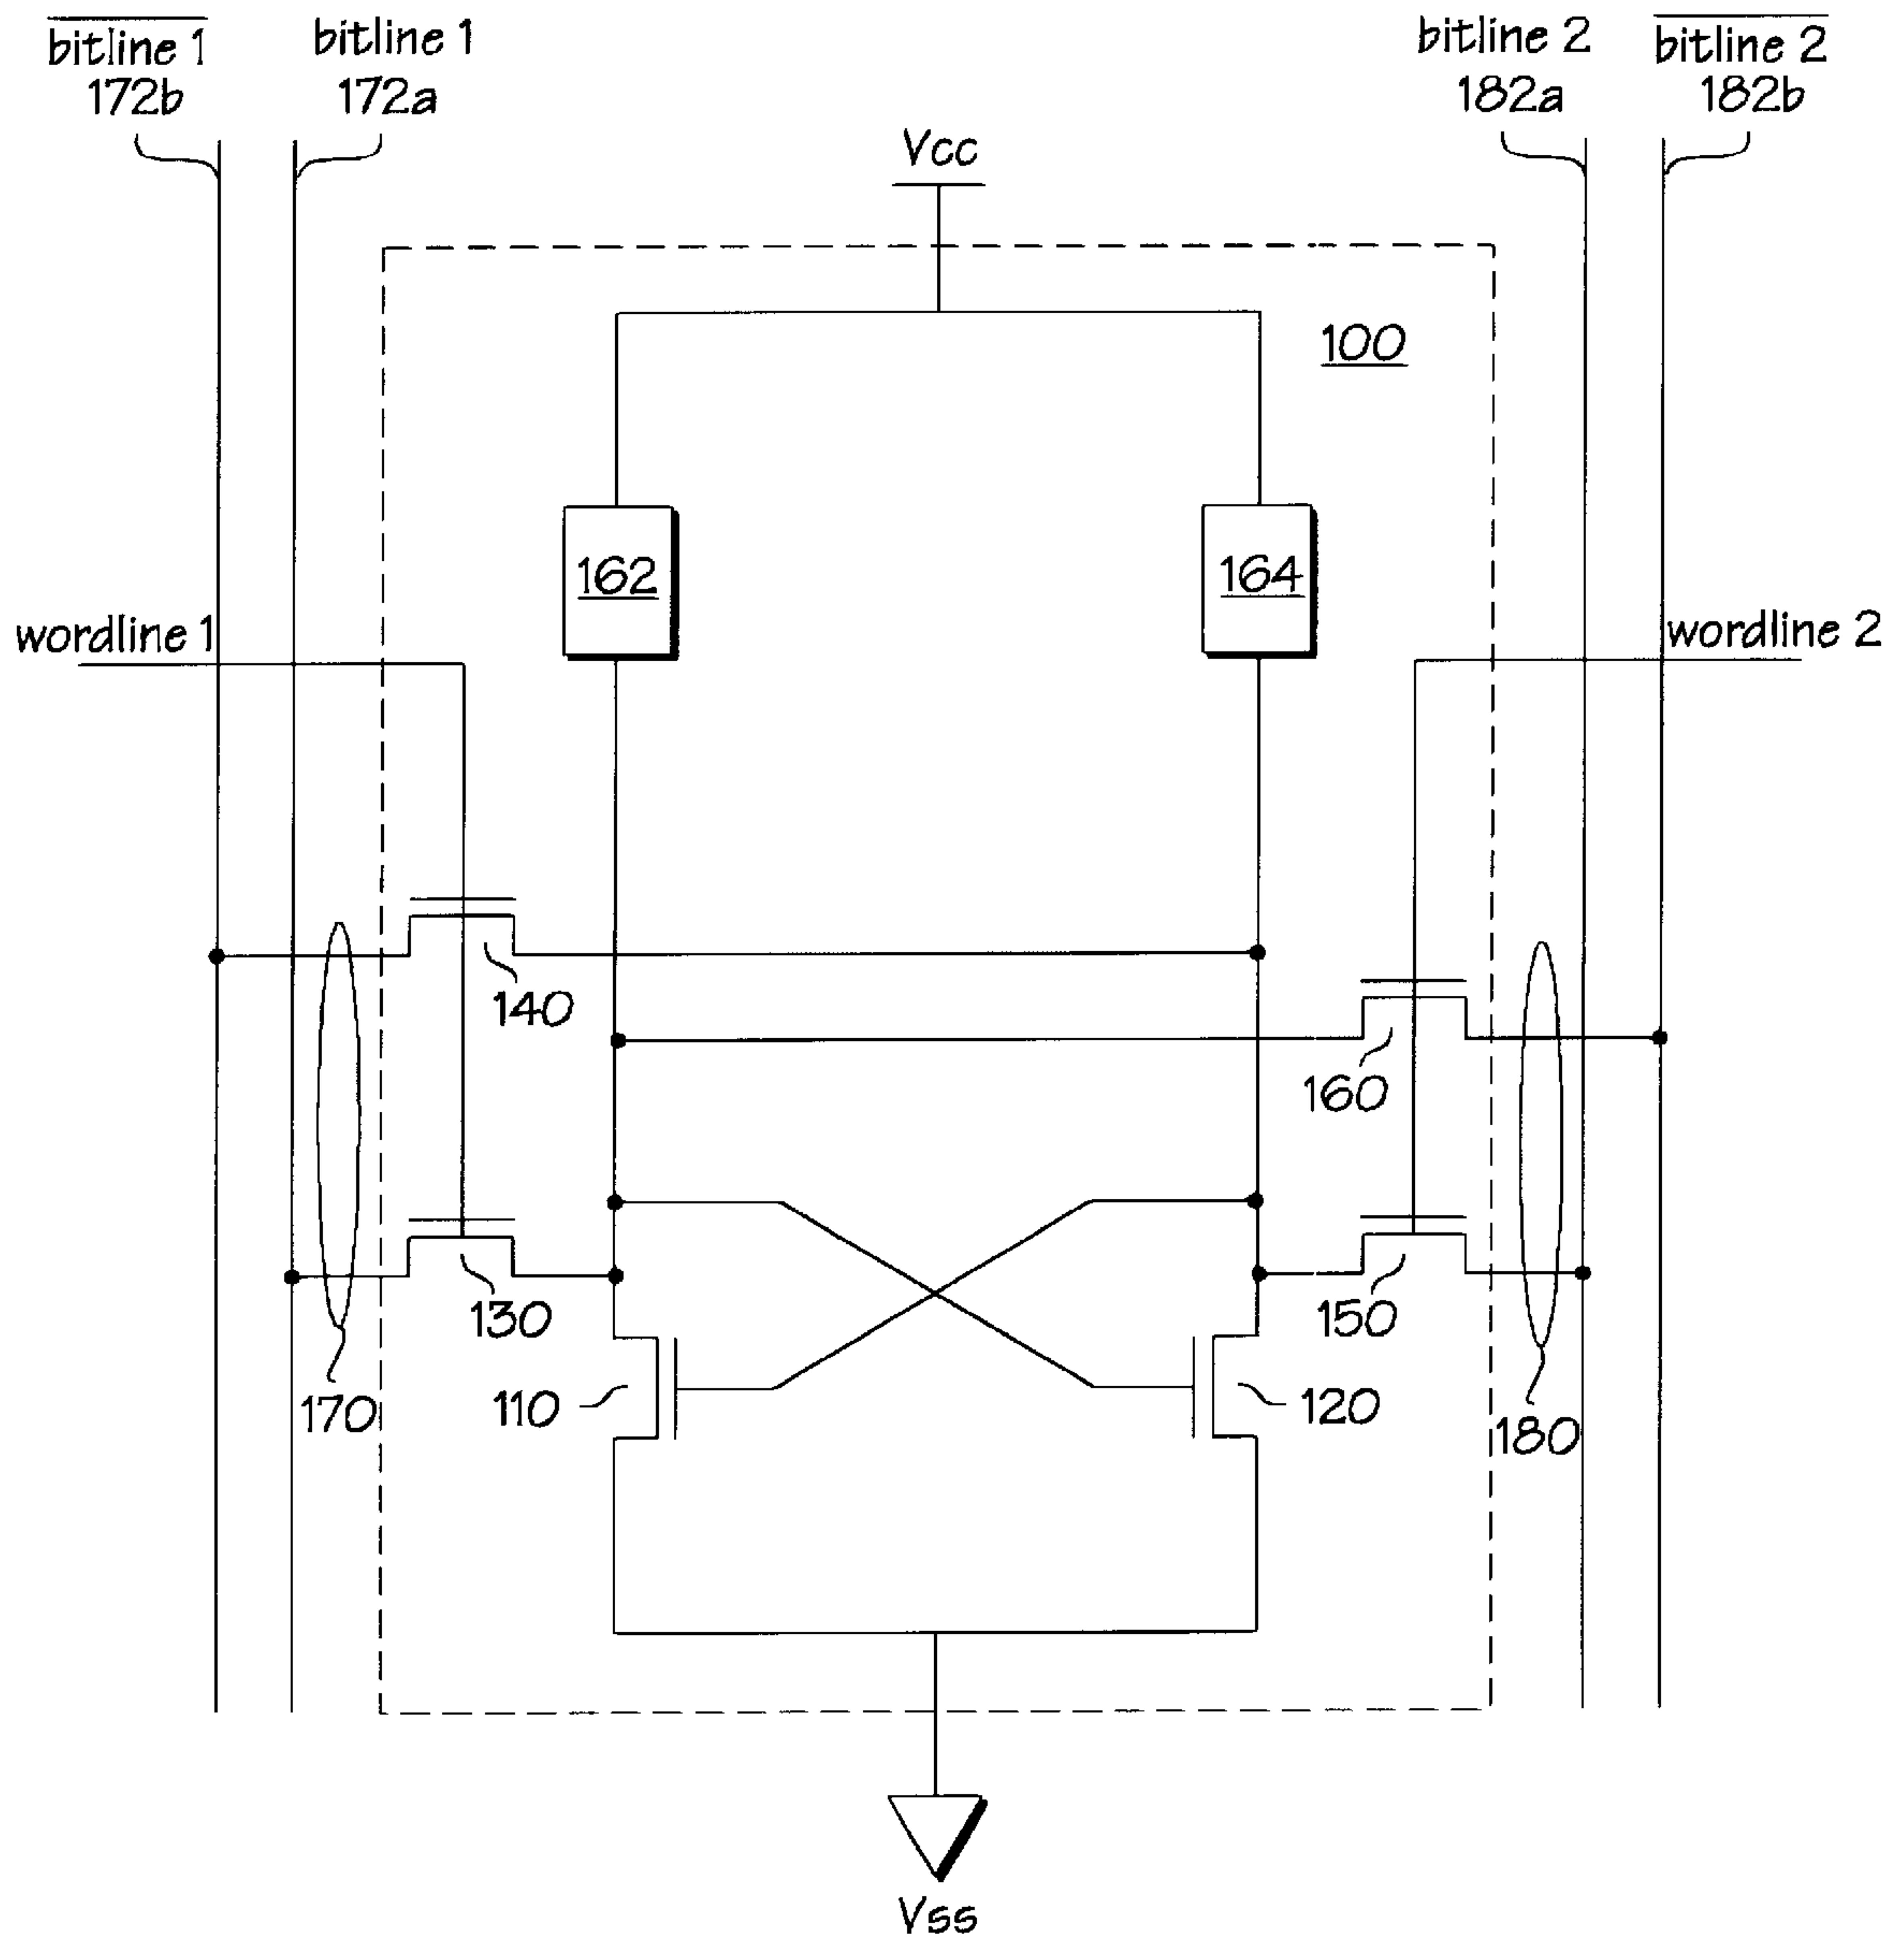 bitline 1
172b
bitline 1
172a
bitline 2
182a
bitline 2
182b
Vcc
100
162
164
wordline 1
wordline 2
140
160
130
150
110
120
170
180
Vss